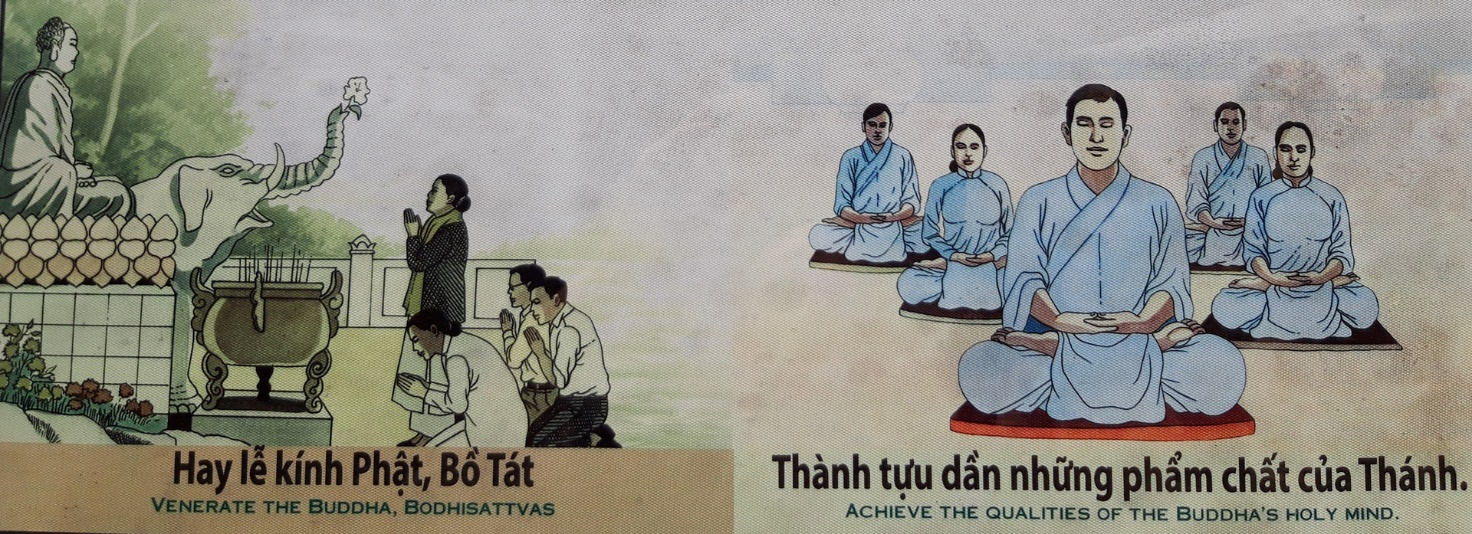 Hay lễ kính Phật, Bồ Tát
VENERATE THE BUDDHA, BODHISATTVAS
Thành tựu dần những phẩm chất của Thánh.
ACHIEVE THE QUALITIES OF THE BUDDHA'S HOLY MIND.